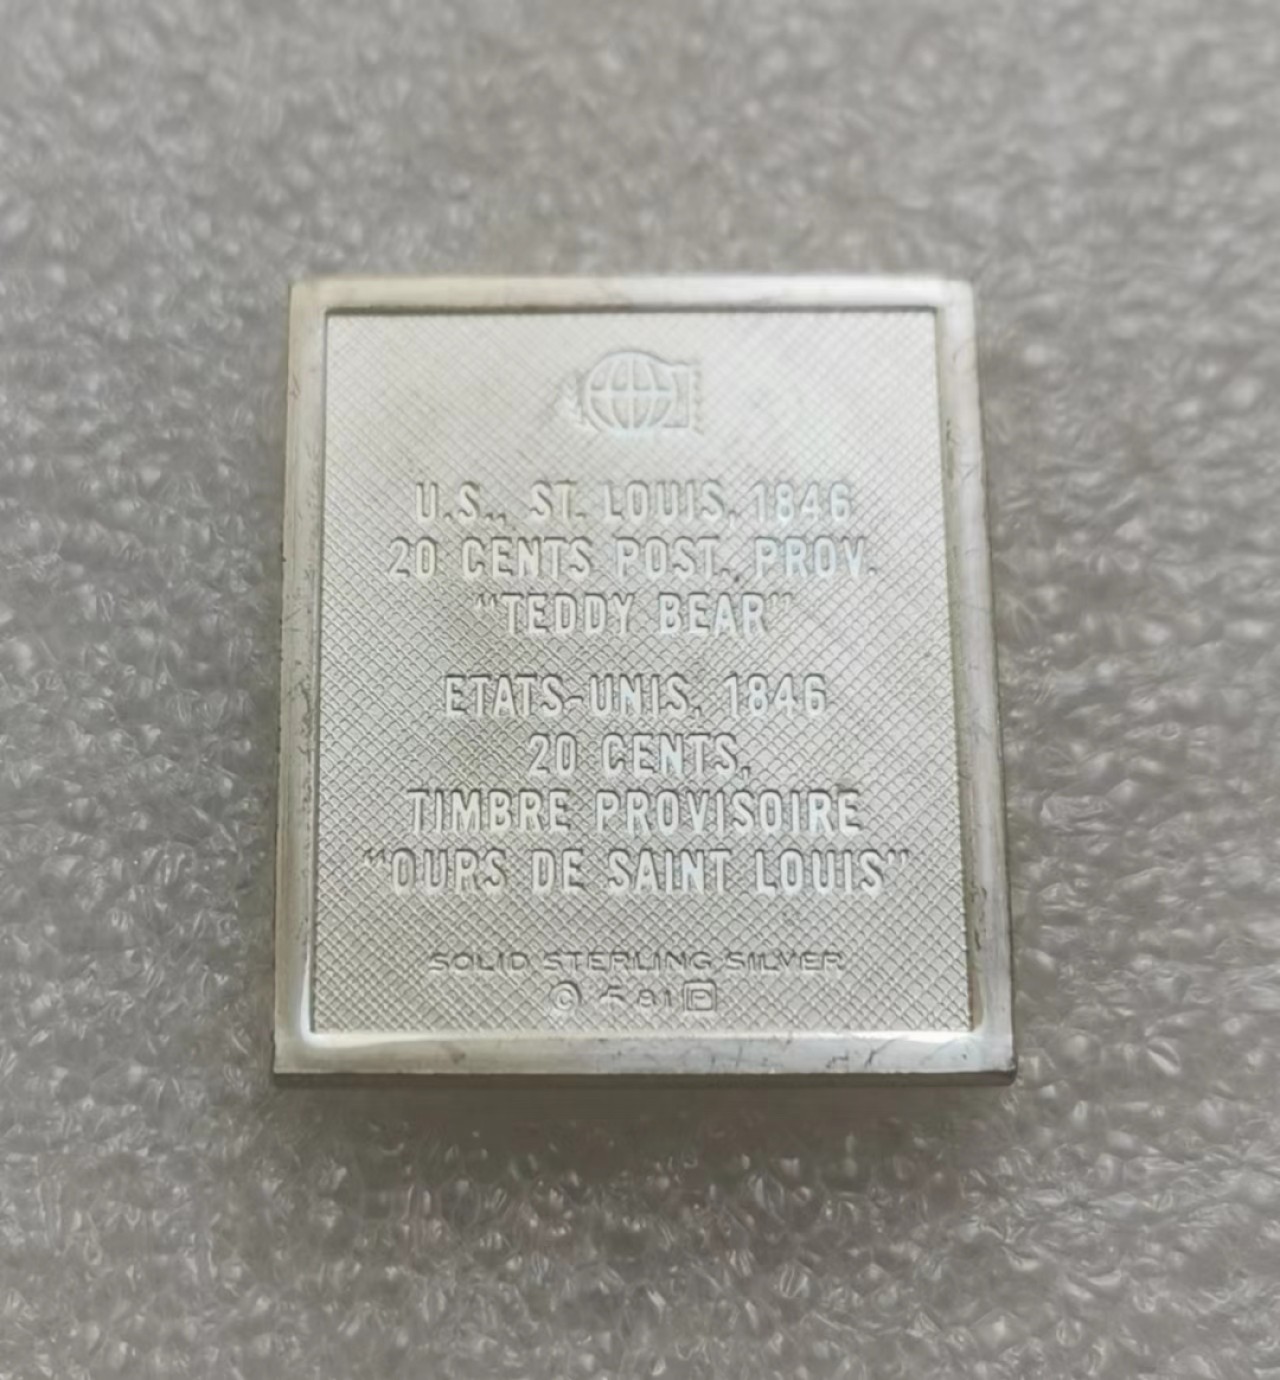 U.S., ST. LOUIS, 1846
20 CENTS POST. PROV.
"TEDDY BEAR"
ETATS-UNIS, 1846
20 CENTS,
TIMBRE PROVISOIRE
"OURS DE SAINT LOUIS"
SOLID STERLING SILVER
© 81 P